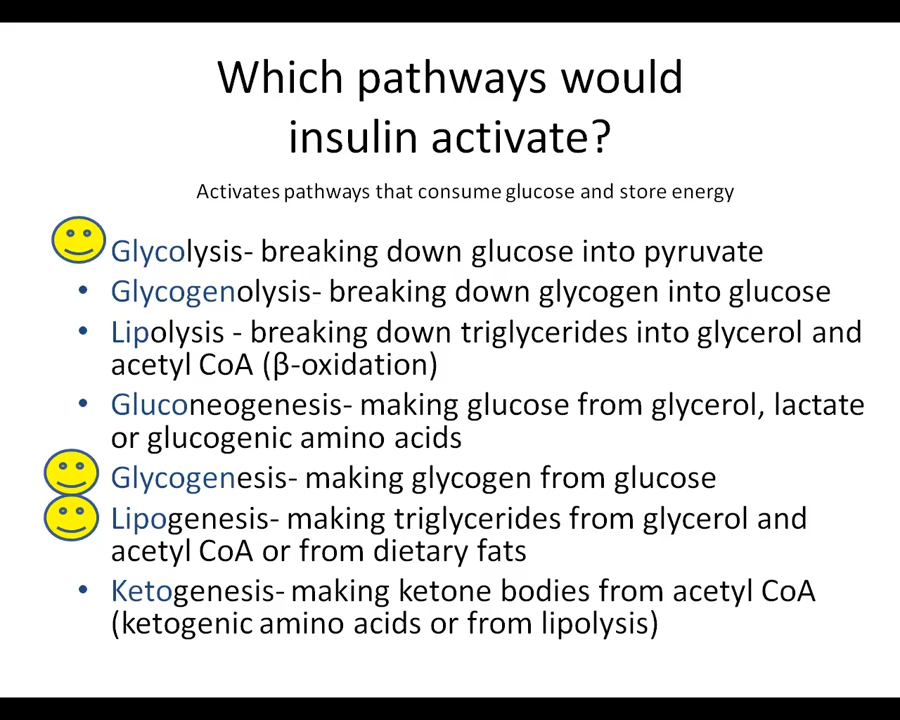 Which pathways would
insulin activate?
Activates pathways that consume glucose and store energy
Glycolysis- breaking down glucose into pyruvate
• Glycogenolysis- breaking down glycogen into glucose
• Lipolysis - breaking down triglycerides into glycerol and
acetyl CoA (β-oxidation)
• Gluconeogenesis- making glucose from glycerol, lactate
or glucogenic amino acids
Glycogenesis- making glycogen from glucose
Lipogenesis- making triglycerides from glycerol and
acetyl CoA or from dietary fats
• Ketogenesis- making ketone bodies from acetyl CoA
(ketogenic amino acids or from lipolysis)